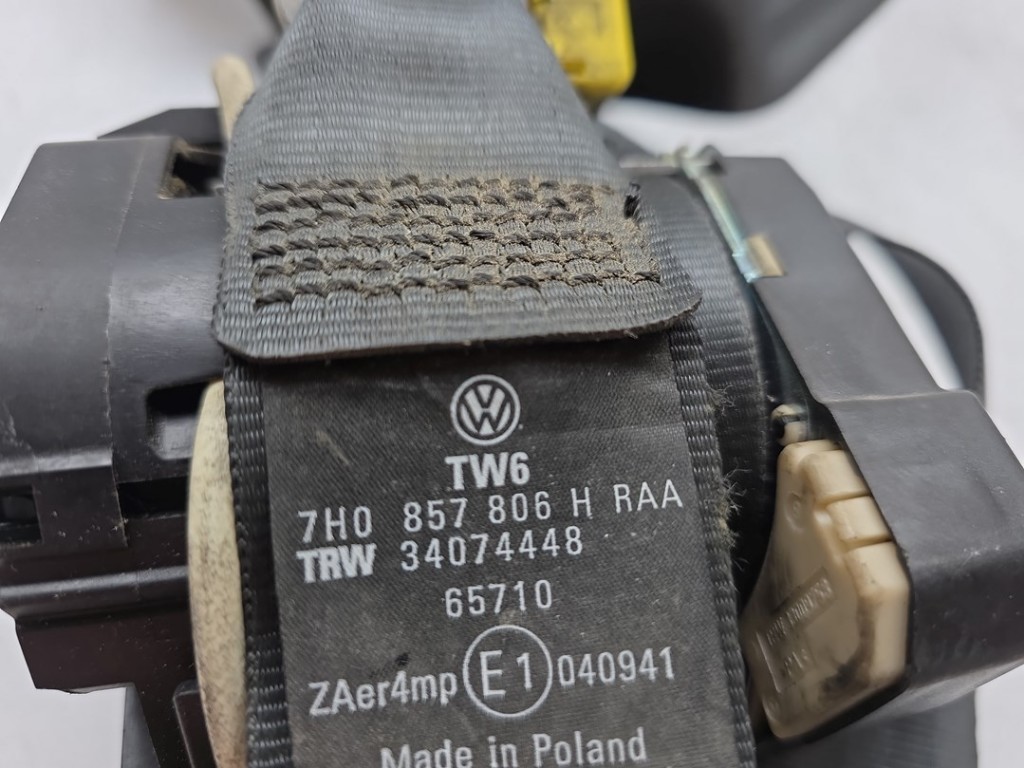 TW6
7H0 857 806 H RAA
TRW 34074448
65710
ZAer4mp E1 040941
Made in Poland